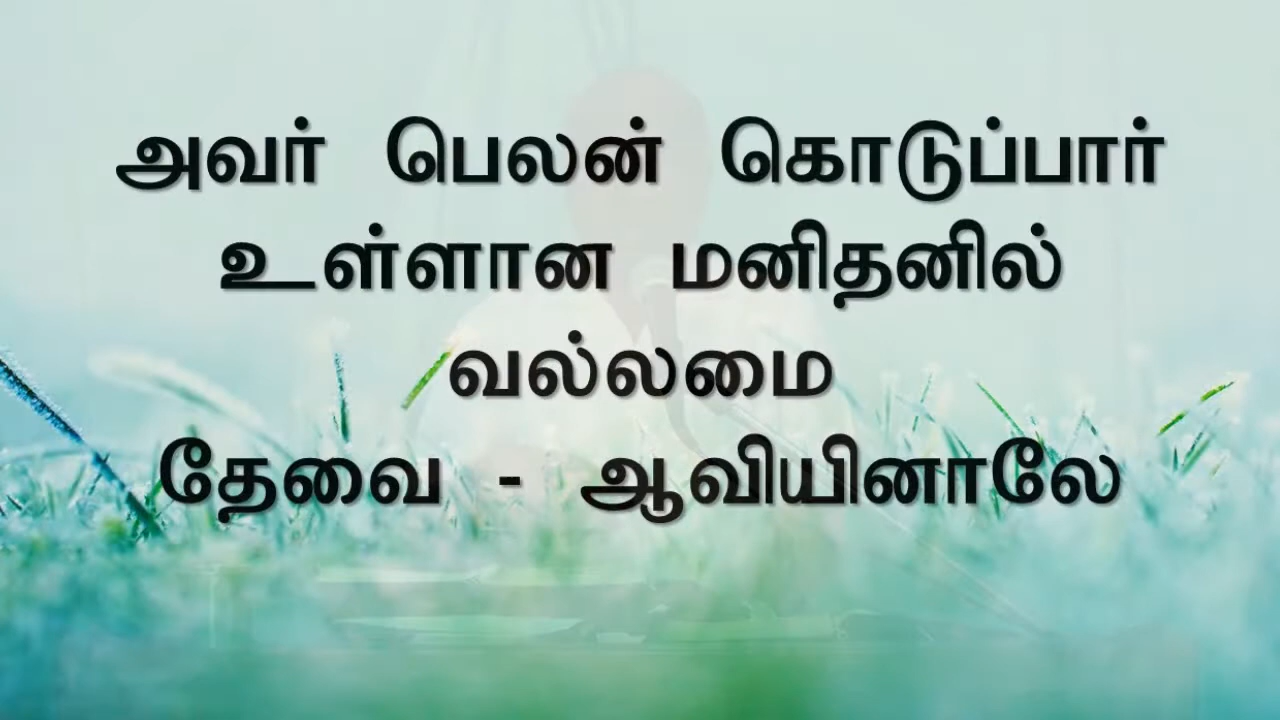 அவர் பெலன் கொடுப்பார்
உள்ளான மனிதனில்
வல்லமை
தேவை - ஆவியினாலே